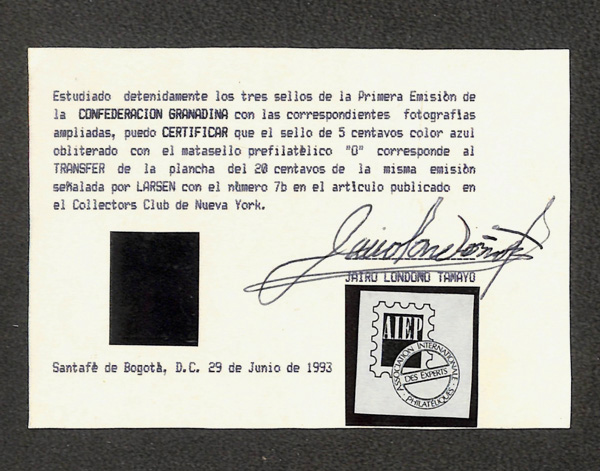 Estudiado detenidamente los tres sellos de la Primera Emisiòn de
la CONFEDERACION GRANADINA con las correspondientes fotografias
ampliadas, puedo CERTIFICAR que el sello de 5 centavos color azul
obliterado con el matasello prefilatèlico "O" corresponde al
TRANSFER de la plancha del 20 centavos de la misma emisiòn
señalada por LARSEN con el nùmero 7b en el articulo publicado en
el Collectors Club de Nueva York.
JAIRO LONDOÑO TAMAYO
AIEP
ASSOCIATION INTERNATIONALE
DES EXPERTS
PHILATÉLIQUES
Santafè de Bogotà, D.C. 29 de Junio de 1993